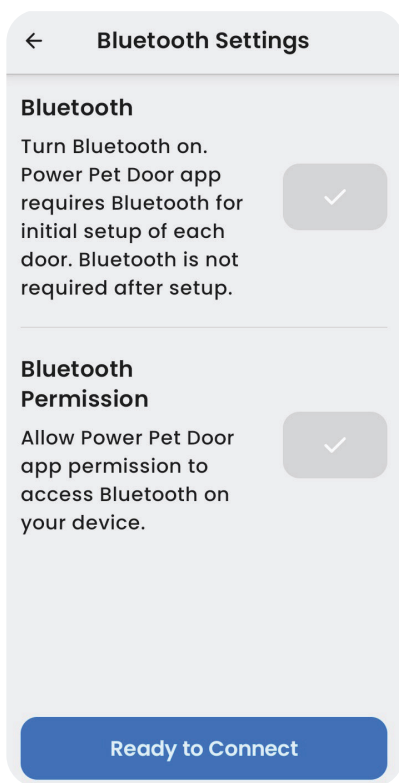 Bluetooth Settings
Bluetooth
Turn Bluetooth on.
Power Pet Door app
requires Bluetooth for
initial setup of each
door. Bluetooth is not
required after setup.
Bluetooth
Permission
Allow Power Pet Door
app permission to
access Bluetooth on
your device.
Ready to Connect